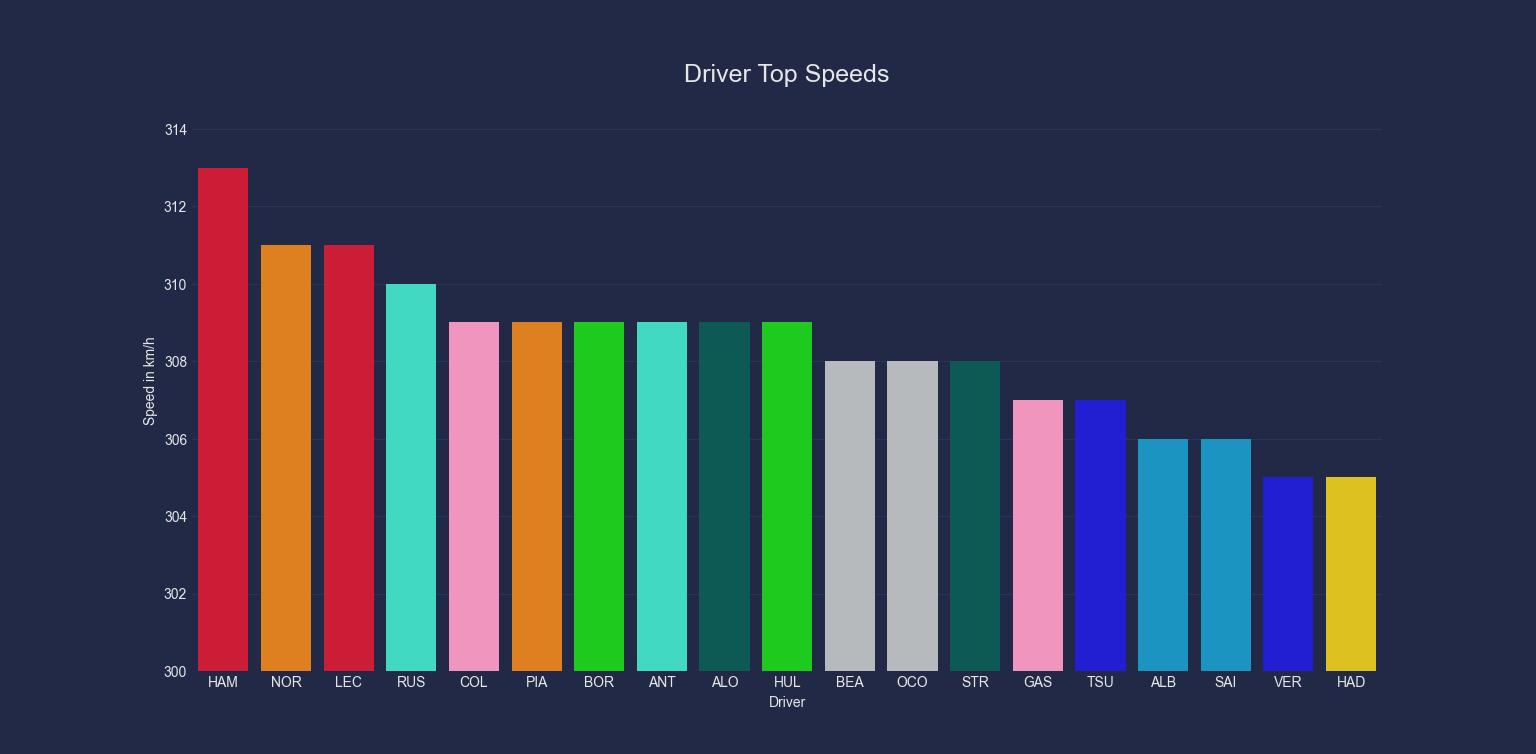 Driver Top Speeds
314
312
310
308
306
304
302
300
Speed in km/h
HAM NOR LEC RUS COL PIA BOR ANT ALO HUL BEA OCO STR GAS TSU ALB SAI VER HAD
Driver